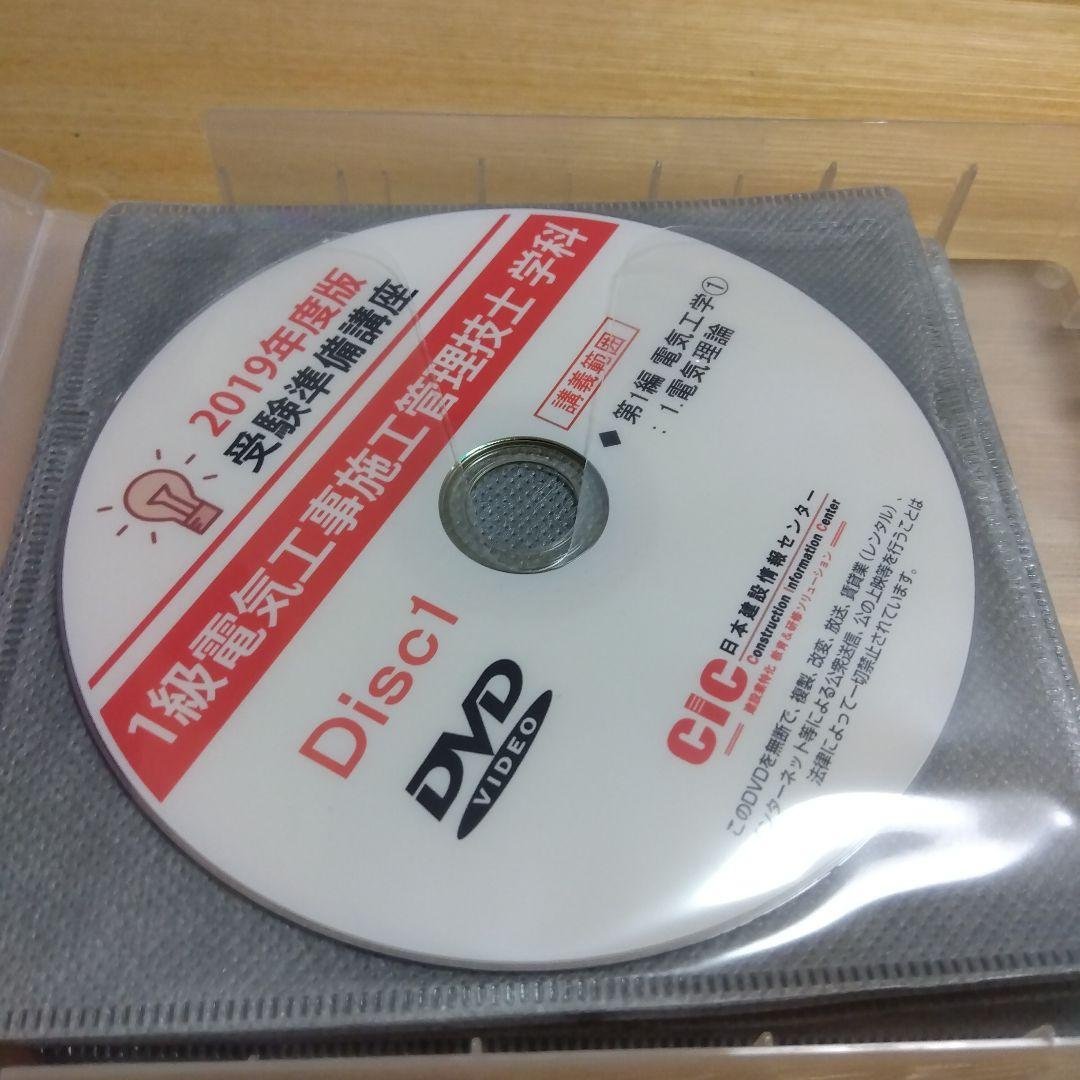 2019年度版
受験準備講座
1級電気工事施工管理技士 学科
講義範囲
◆ 第1編 電気工学①
: 1.電気理論
Disc1
DVD
VIDEO
cic
日本建設情報センター
Construction Information Center
建設業特化 教育&研修ソリューション
このDVDを無断で、複製、改変、放送、賃貸業(レンタル)、
ンターネット等による公衆送信、公の上映等を行うことは
法律によって一切禁止されています。